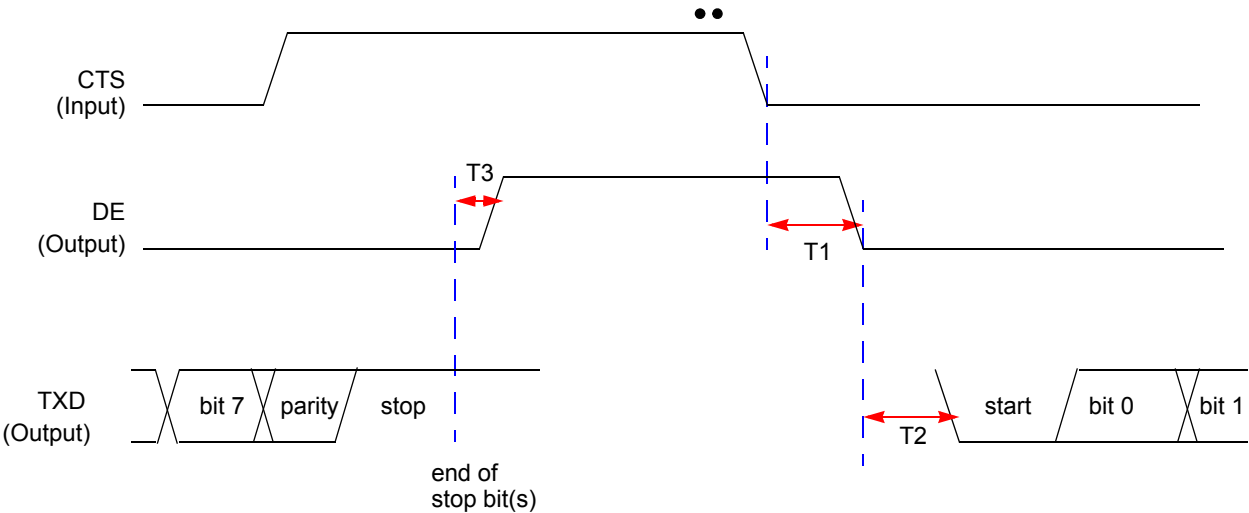 CTS
(Input)
T3
DE
(Output)
T1
TXD
(Output)
bit 7
parity
stop
T2
start
bit 0
bit 1
end of
stop bit(s)